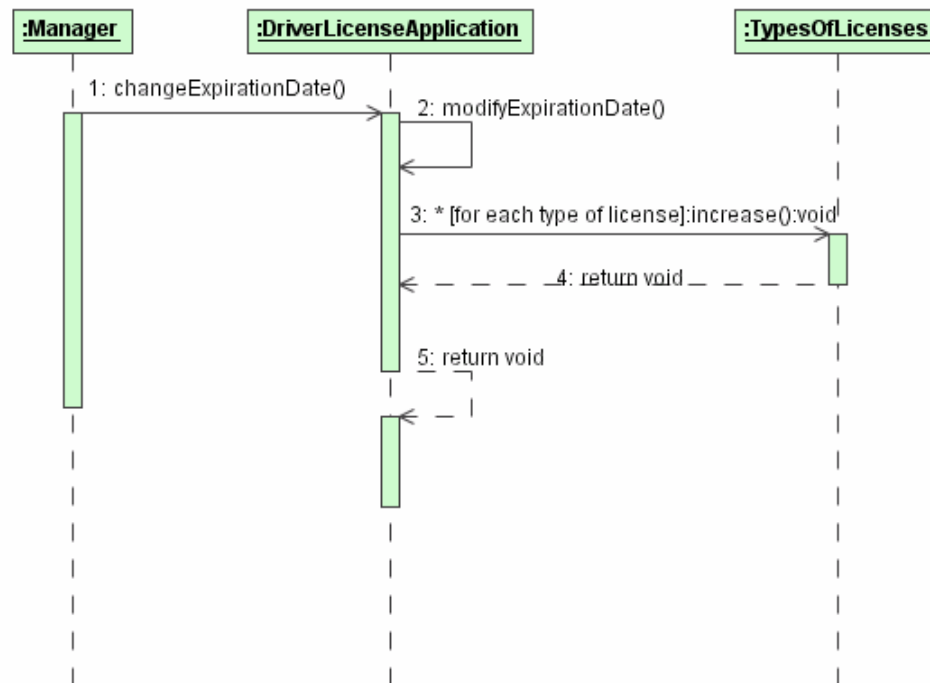 :Manager
:DriverLicenseApplication
:TypesOfLicenses
1: changeExpirationDate()
2: modifyExpirationDate()
3: * [for each type of license]:increase():void
4: return void
5: return void